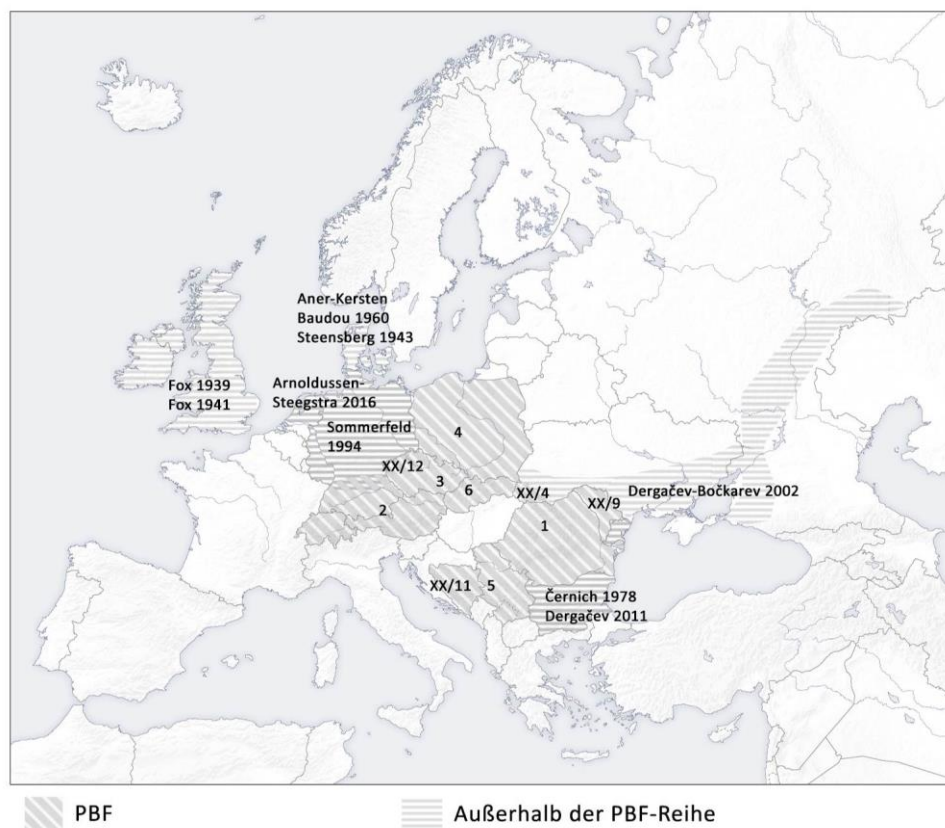 Aner-Kersten
Baudou 1960
Steensberg 1943
Fox 1939
Fox 1941
Arnoldussen-
Steegstra 2016
Sommerfeld
1994
4
XX/12
3
6
XX/4
XX/9
Dergačev-Bočkarev 2002
2
1
XX/11
5
Černich 1978
Dergačev 2011
PBF
Außerhalb der PBF-Reihe